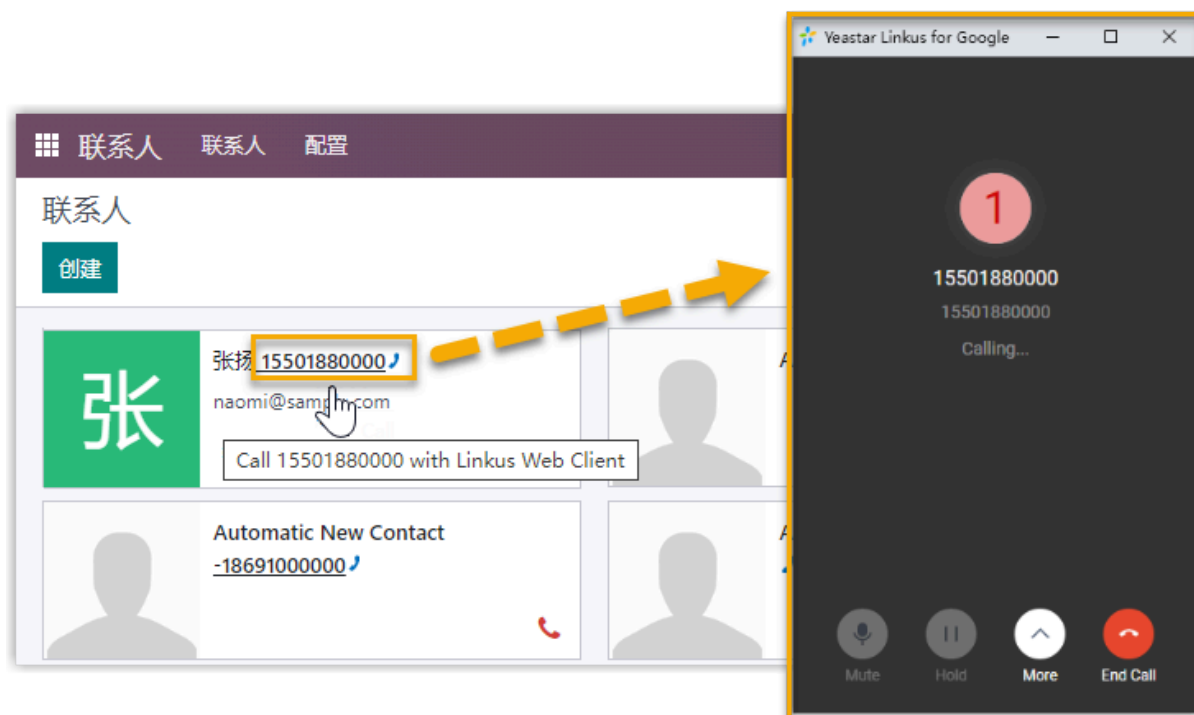 Yeastar Linkus for Google
联系人 联系人 配置
联系人
创建
张
张扬 15501880000
naomi@sample.com
Call 15501880000 with Linkus Web Client
Automatic New Contact
-18691000000
A
A
1
15501880000
15501880000
Calling...
Mute Hold More End Call